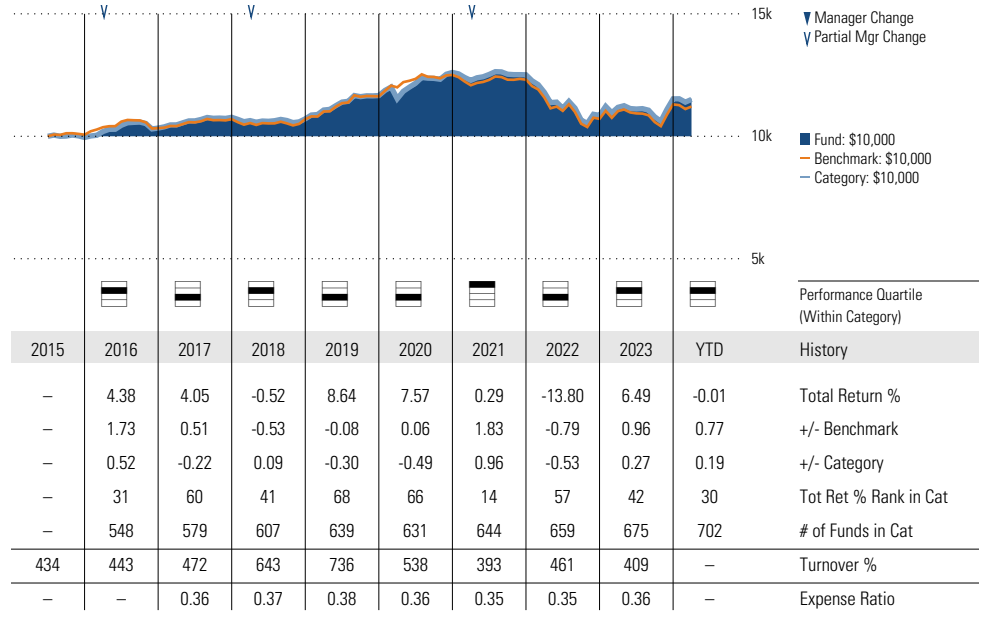 15k
Manager Change
Partial Mgr Change
10k
Fund: $10,000
Benchmark: $10,000
Category: $10,000
5k
Performance Quartile
(Within Category)
2015 2016 2017 2018 2019 2020 2021 2022 2023 YTD History
– 4.38 4.05 -0.52 8.64 7.57 0.29 -13.80 6.49 -0.01 Total Return %
– 1.73 0.51 -0.53 -0.08 0.06 1.83 -0.79 0.96 0.77 +/- Benchmark
– 0.52 -0.22 0.09 -0.30 -0.49 0.96 -0.53 0.27 0.19 +/- Category
– 31 60 41 68 66 14 57 42 30 Tot Ret % Rank in Cat
– 548 579 607 639 631 644 659 675 702 # of Funds in Cat
434 443 472 643 736 538 393 461 409 – Turnover %
– – 0.36 0.37 0.38 0.36 0.35 0.35 0.36 – Expense Ratio